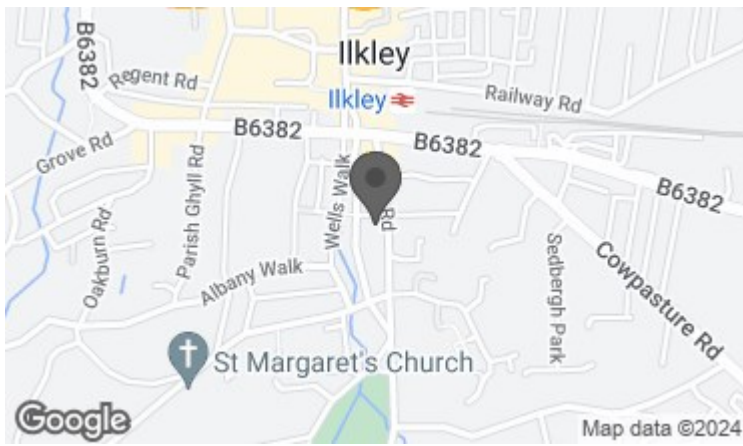 Ilkley
B6382
Regent Rd
Ilkley
Railway Rd
B6382
B6382
Grove Rd
Parish Ghyll Rd
Wells Walk
Rd
B6382
Oakburn Rd
Albany Walk
Sedbergh Park
Cowpasture Rd
St Margaret's Church
Google
Map data ©2024